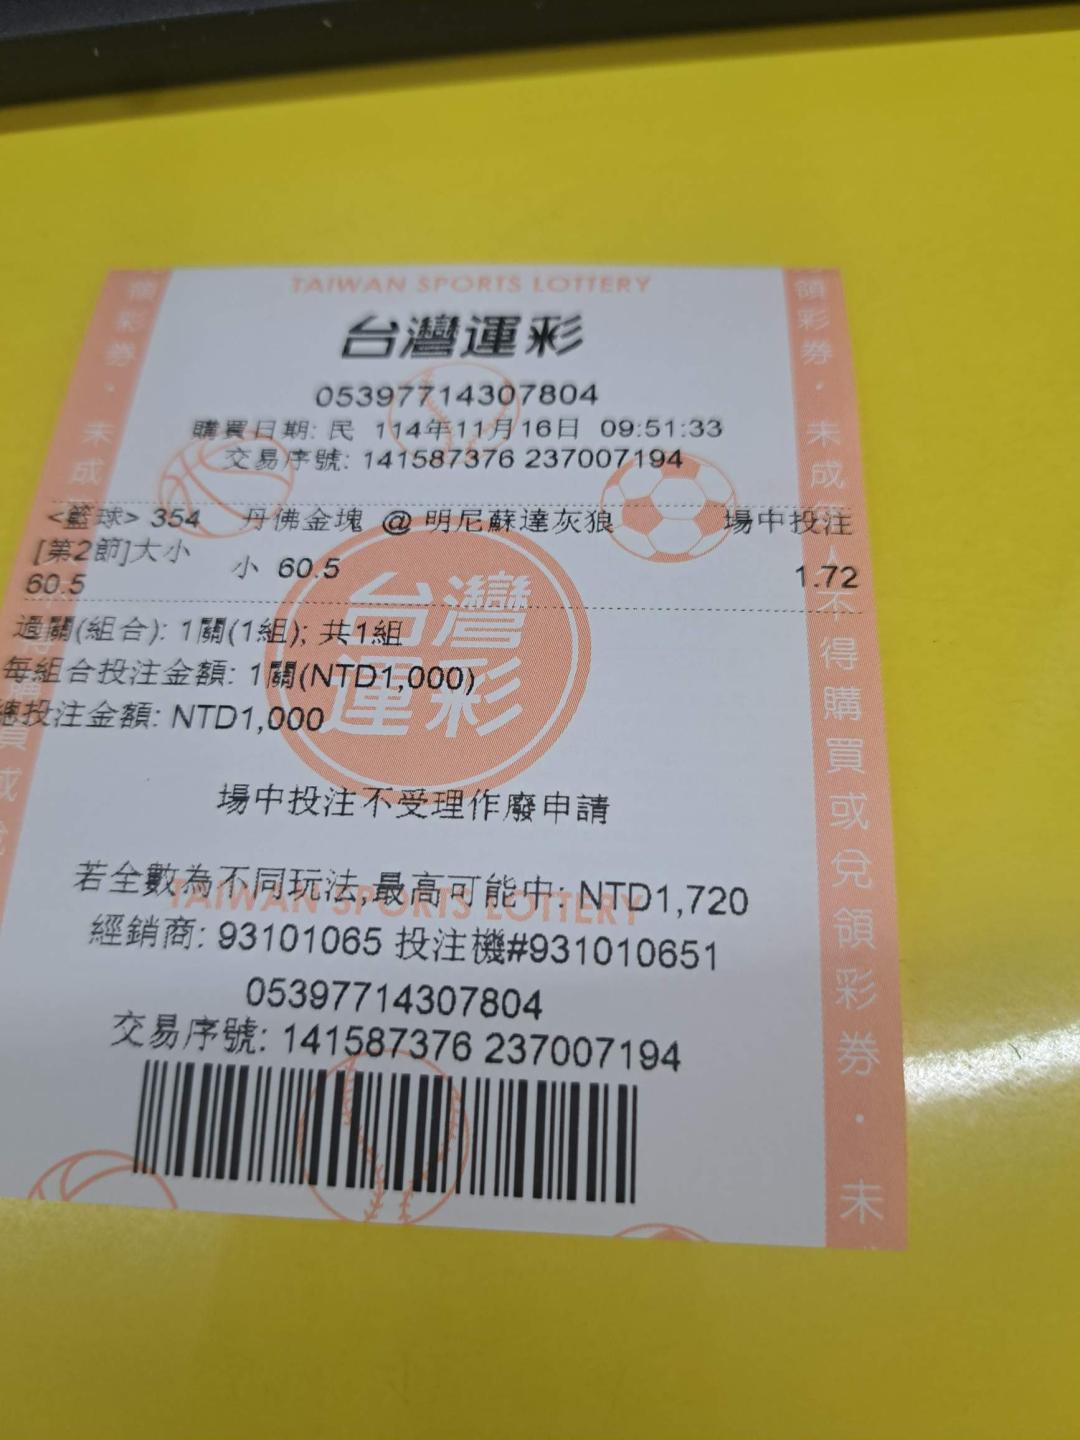 TAIWAN SPORTS LOTTERY
台灣運彩
05397714307804
購買日期: 民 114年11月16日 09:51:33
交易序號: 141587376 237007194
<籃球> 354 丹佛金塊 @ 明尼蘇達灰狼 場中投注
[第2節]大小
60.5 小 60.5 1.72
過關(組合): 1關(1組); 共1組
每組合投注金額: 1關(NTD1,000)
總投注金額: NTD1,000
台灣
運彩
場中投注不受理作廢申請
若全數為不同玩法,最高可能中: NTD1,720
TAIWAN SPORTS LOTTERY
經銷商: 93101065 投注機#931010651
05397714307804
交易序號: 141587376 237007194
領彩券・未成年人不得購買或兌領彩券・未